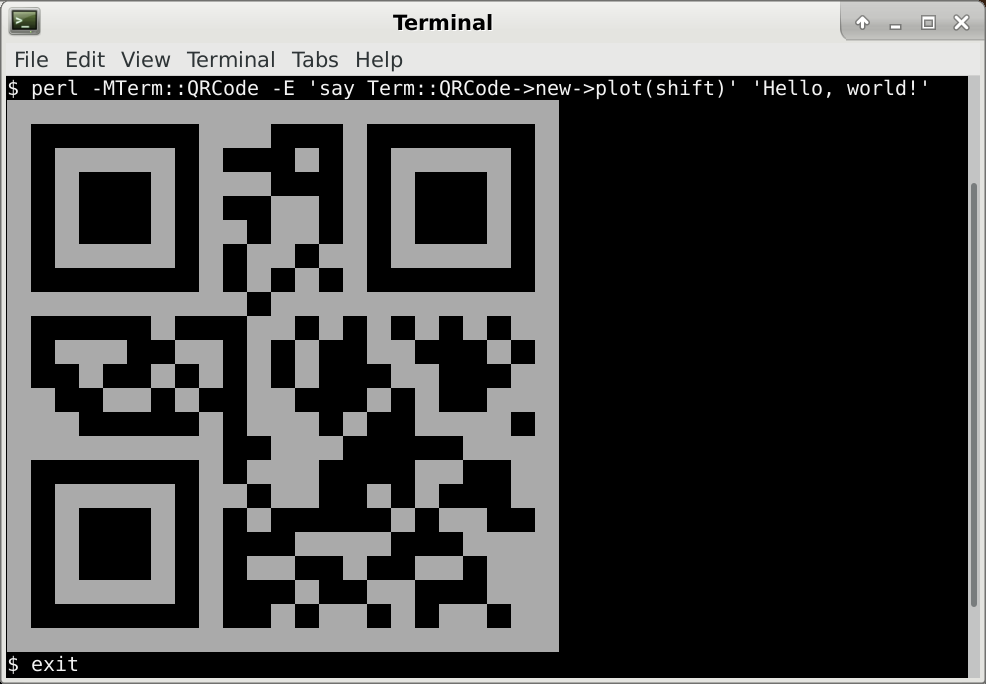 Terminal
File Edit View Terminal Tabs Help
$ perl -MTerm::QRCode -E 'say Term::QRCode->new->plot(shift)' 'Hello, world!'
$ exit